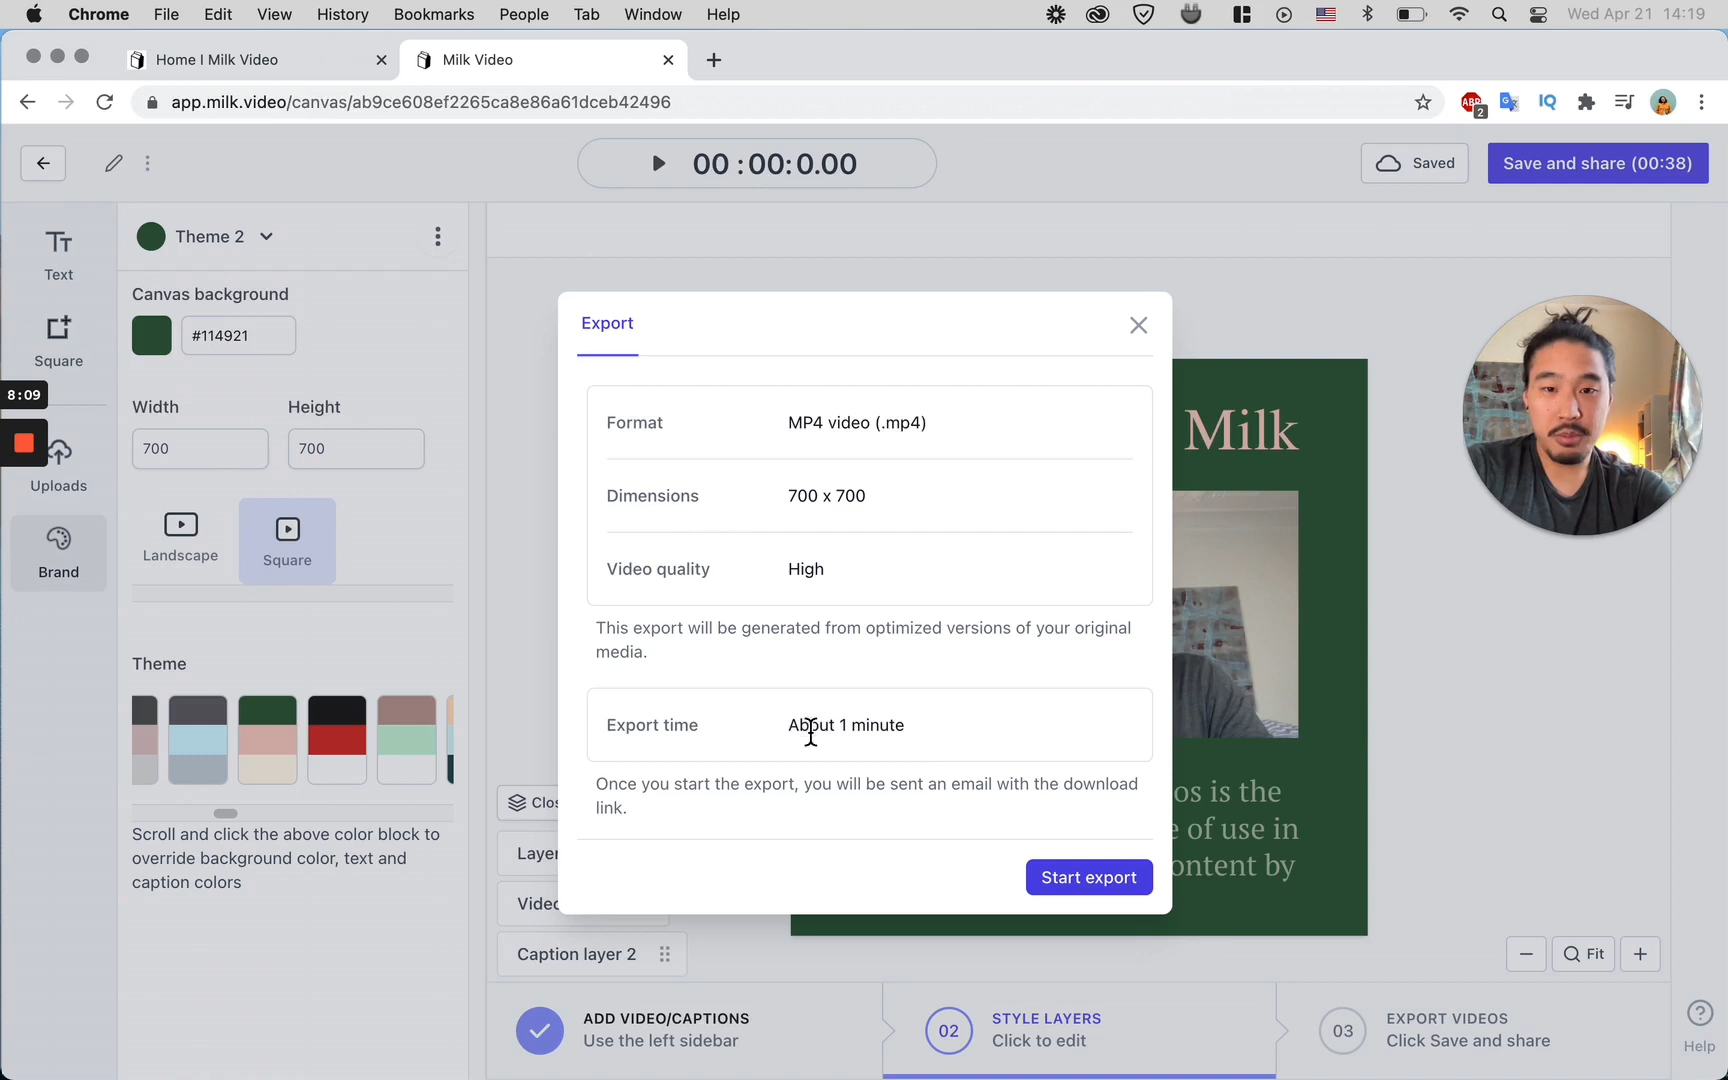 Chrome File Edit View History Bookmarks People Tab Window Help Wed Apr 21 14:19
Home I Milk Video Milk Video
app.milk.video/canvas/ab9ce608ef2265ca8e86a61dceb42496 ABP 2 IQ
00 :00:0.00 Saved Save and share (00:38)
Text
Square
8:09
Uploads
Brand
Theme 2
Canvas background
#114921
Width Height
700 700
Landscape
Square
Theme
Scroll and click the above color block to
override background color, text and
caption colors
Export
Format MP4 video (.mp4)
Dimensions 700 x 700
Video quality High
This export will be generated from optimized versions of your original
media.
Export time About 1 minute
Once you start the export, you will be sent an email with the download
link.
Start export
Milk
is the
of use in
by
Caption layer 2
Fit
ADD VIDEO/CAPTIONS
Use the left sidebar
02 STYLE LAYERS
Click to edit
03 EXPORT VIDEOS
Click Save and share
Help